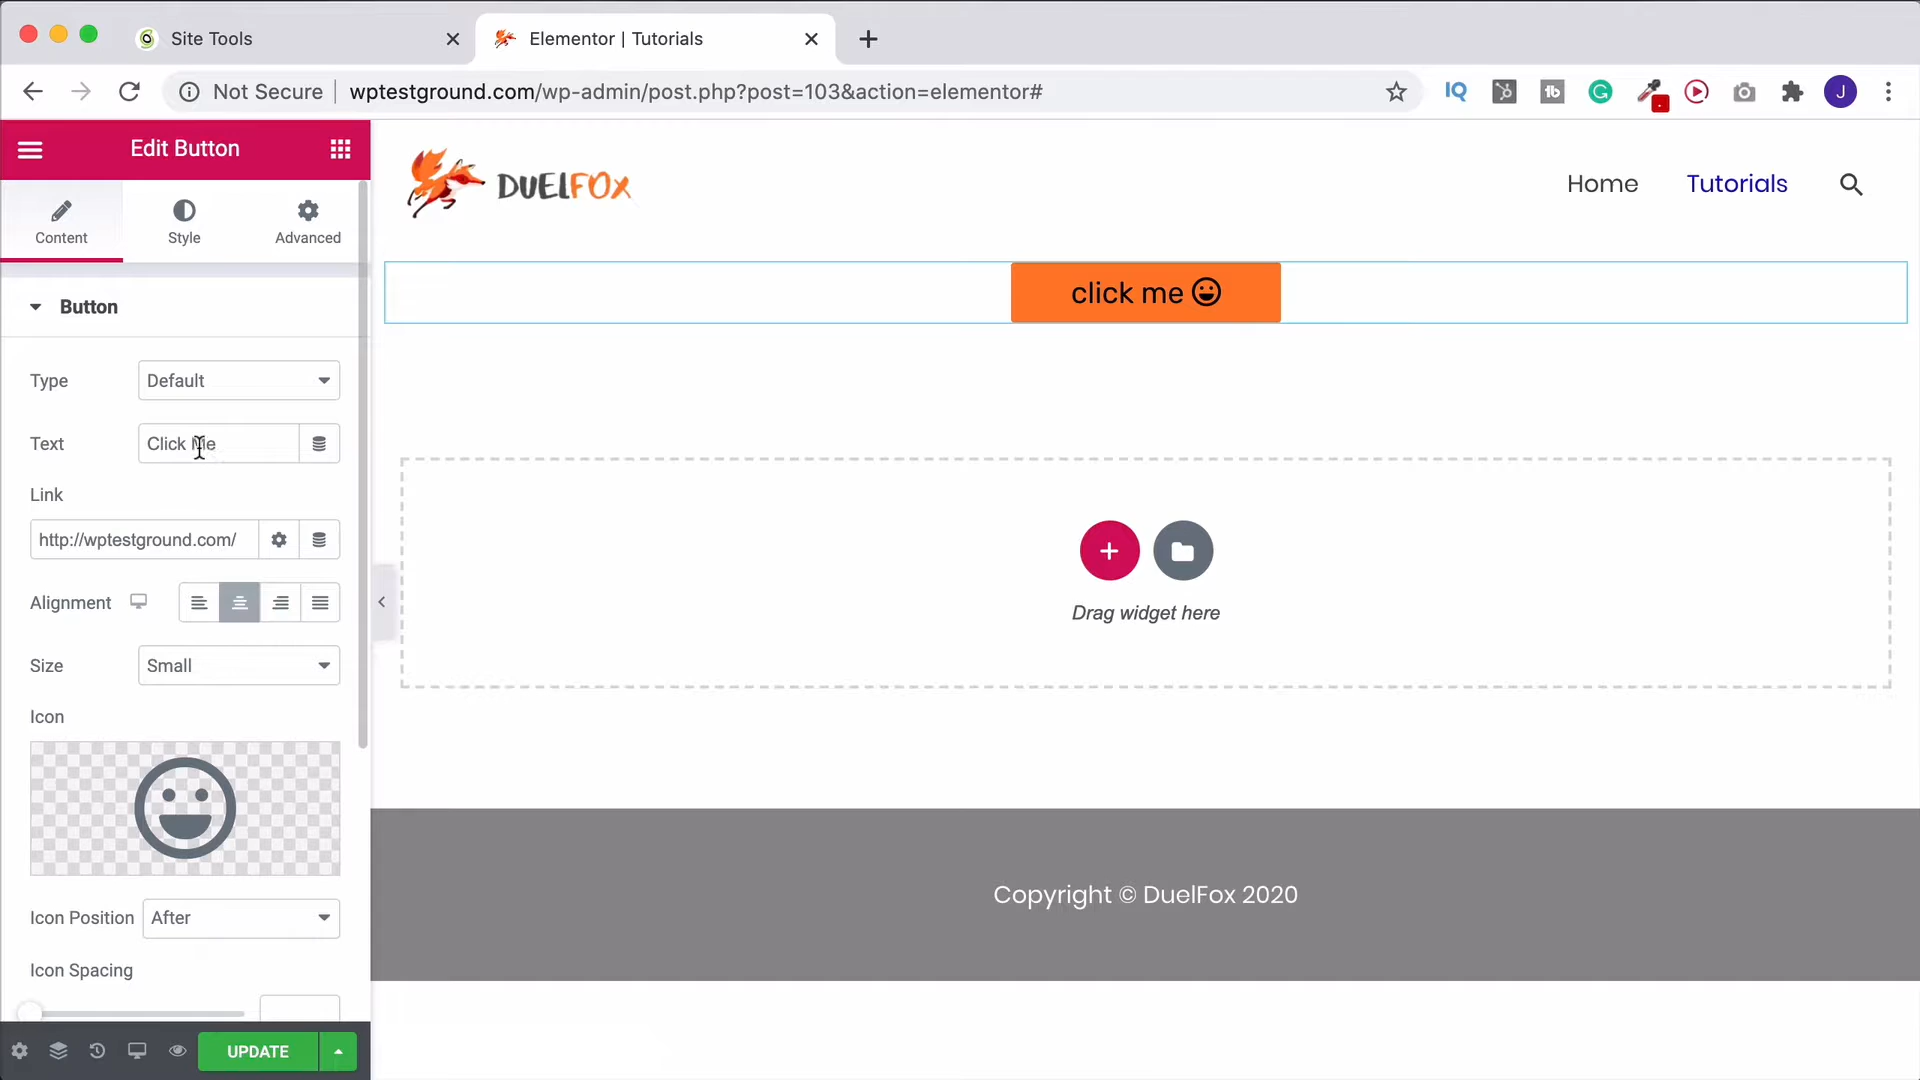 Site Tools
Elementor | Tutorials
Not Secure
wptestground.com/wp-admin/post.php?post=103&action=elementor#
IQ
tb
J
Edit Button
Content
Style
Advanced
DUELFOX
Home
Tutorials
click me
Button
Type
Default
Text
Click Me
Link
http://wptestground.com/
Alignment
Size
Small
Icon
Drag widget here
Icon Position
After
Icon Spacing
Copyright © DuelFox 2020
UPDATE